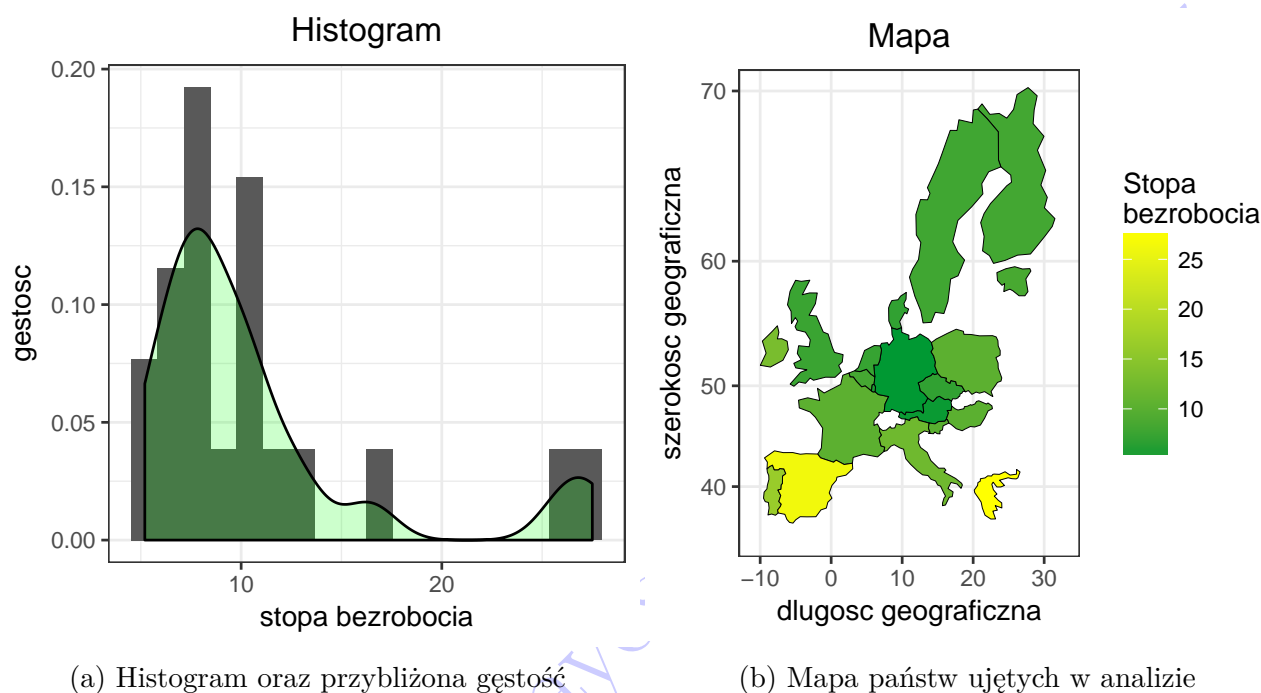 Histogram
0.20
0.15
0.10
0.05
0.00
gestosc
10 20
stopa bezrobocia
(a) Histogram oraz przybliżona gęstość
Mapa
70
60
50
40
szerokosc geograficzna
−10 0 10 20 30
dlugosc geograficzna
Stopa
bezrobocia
25
20
15
10
(b) Mapa państw ujętych w analizie